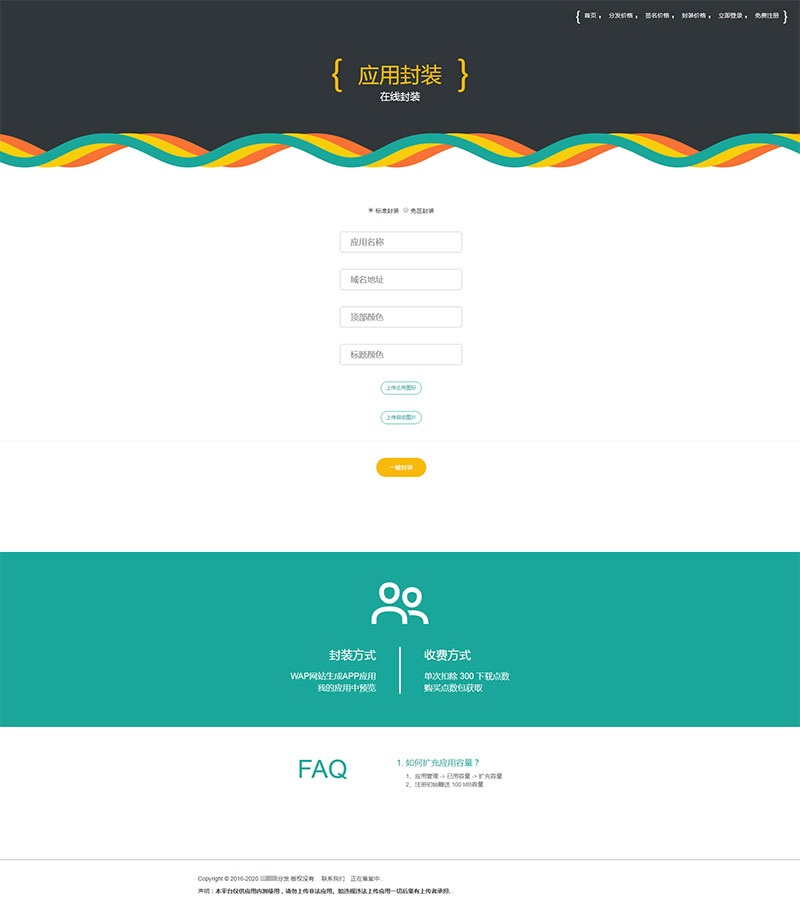 { 首页 , 分发价格 , 签名价格 , 封装价格 , 立即登录 , 免费注册 }
{ 应用封装 }
在线封装
标准封装 免签封装
应用名称
域名地址
顶部颜色
标题颜色
上传应用图标
上传启动图片
一键封装
封装方式
WAP网站生成APP应用
我的应用中预览
收费方式
单次扣除 300 下载点数
购买点数包获取
FAQ
1. 如何扩充应用容量？
1、应用管理 -> 已用容量 -> 扩充容量
2、注册初始赠送 100 MB容量
Copyright © 2016-2020 分发 版权没有. 联系我们 正在备案中...
声明：本平台仅供应用内测使用，请勿上传非法应用，如违规违法上传应用一切后果有上传者承担...